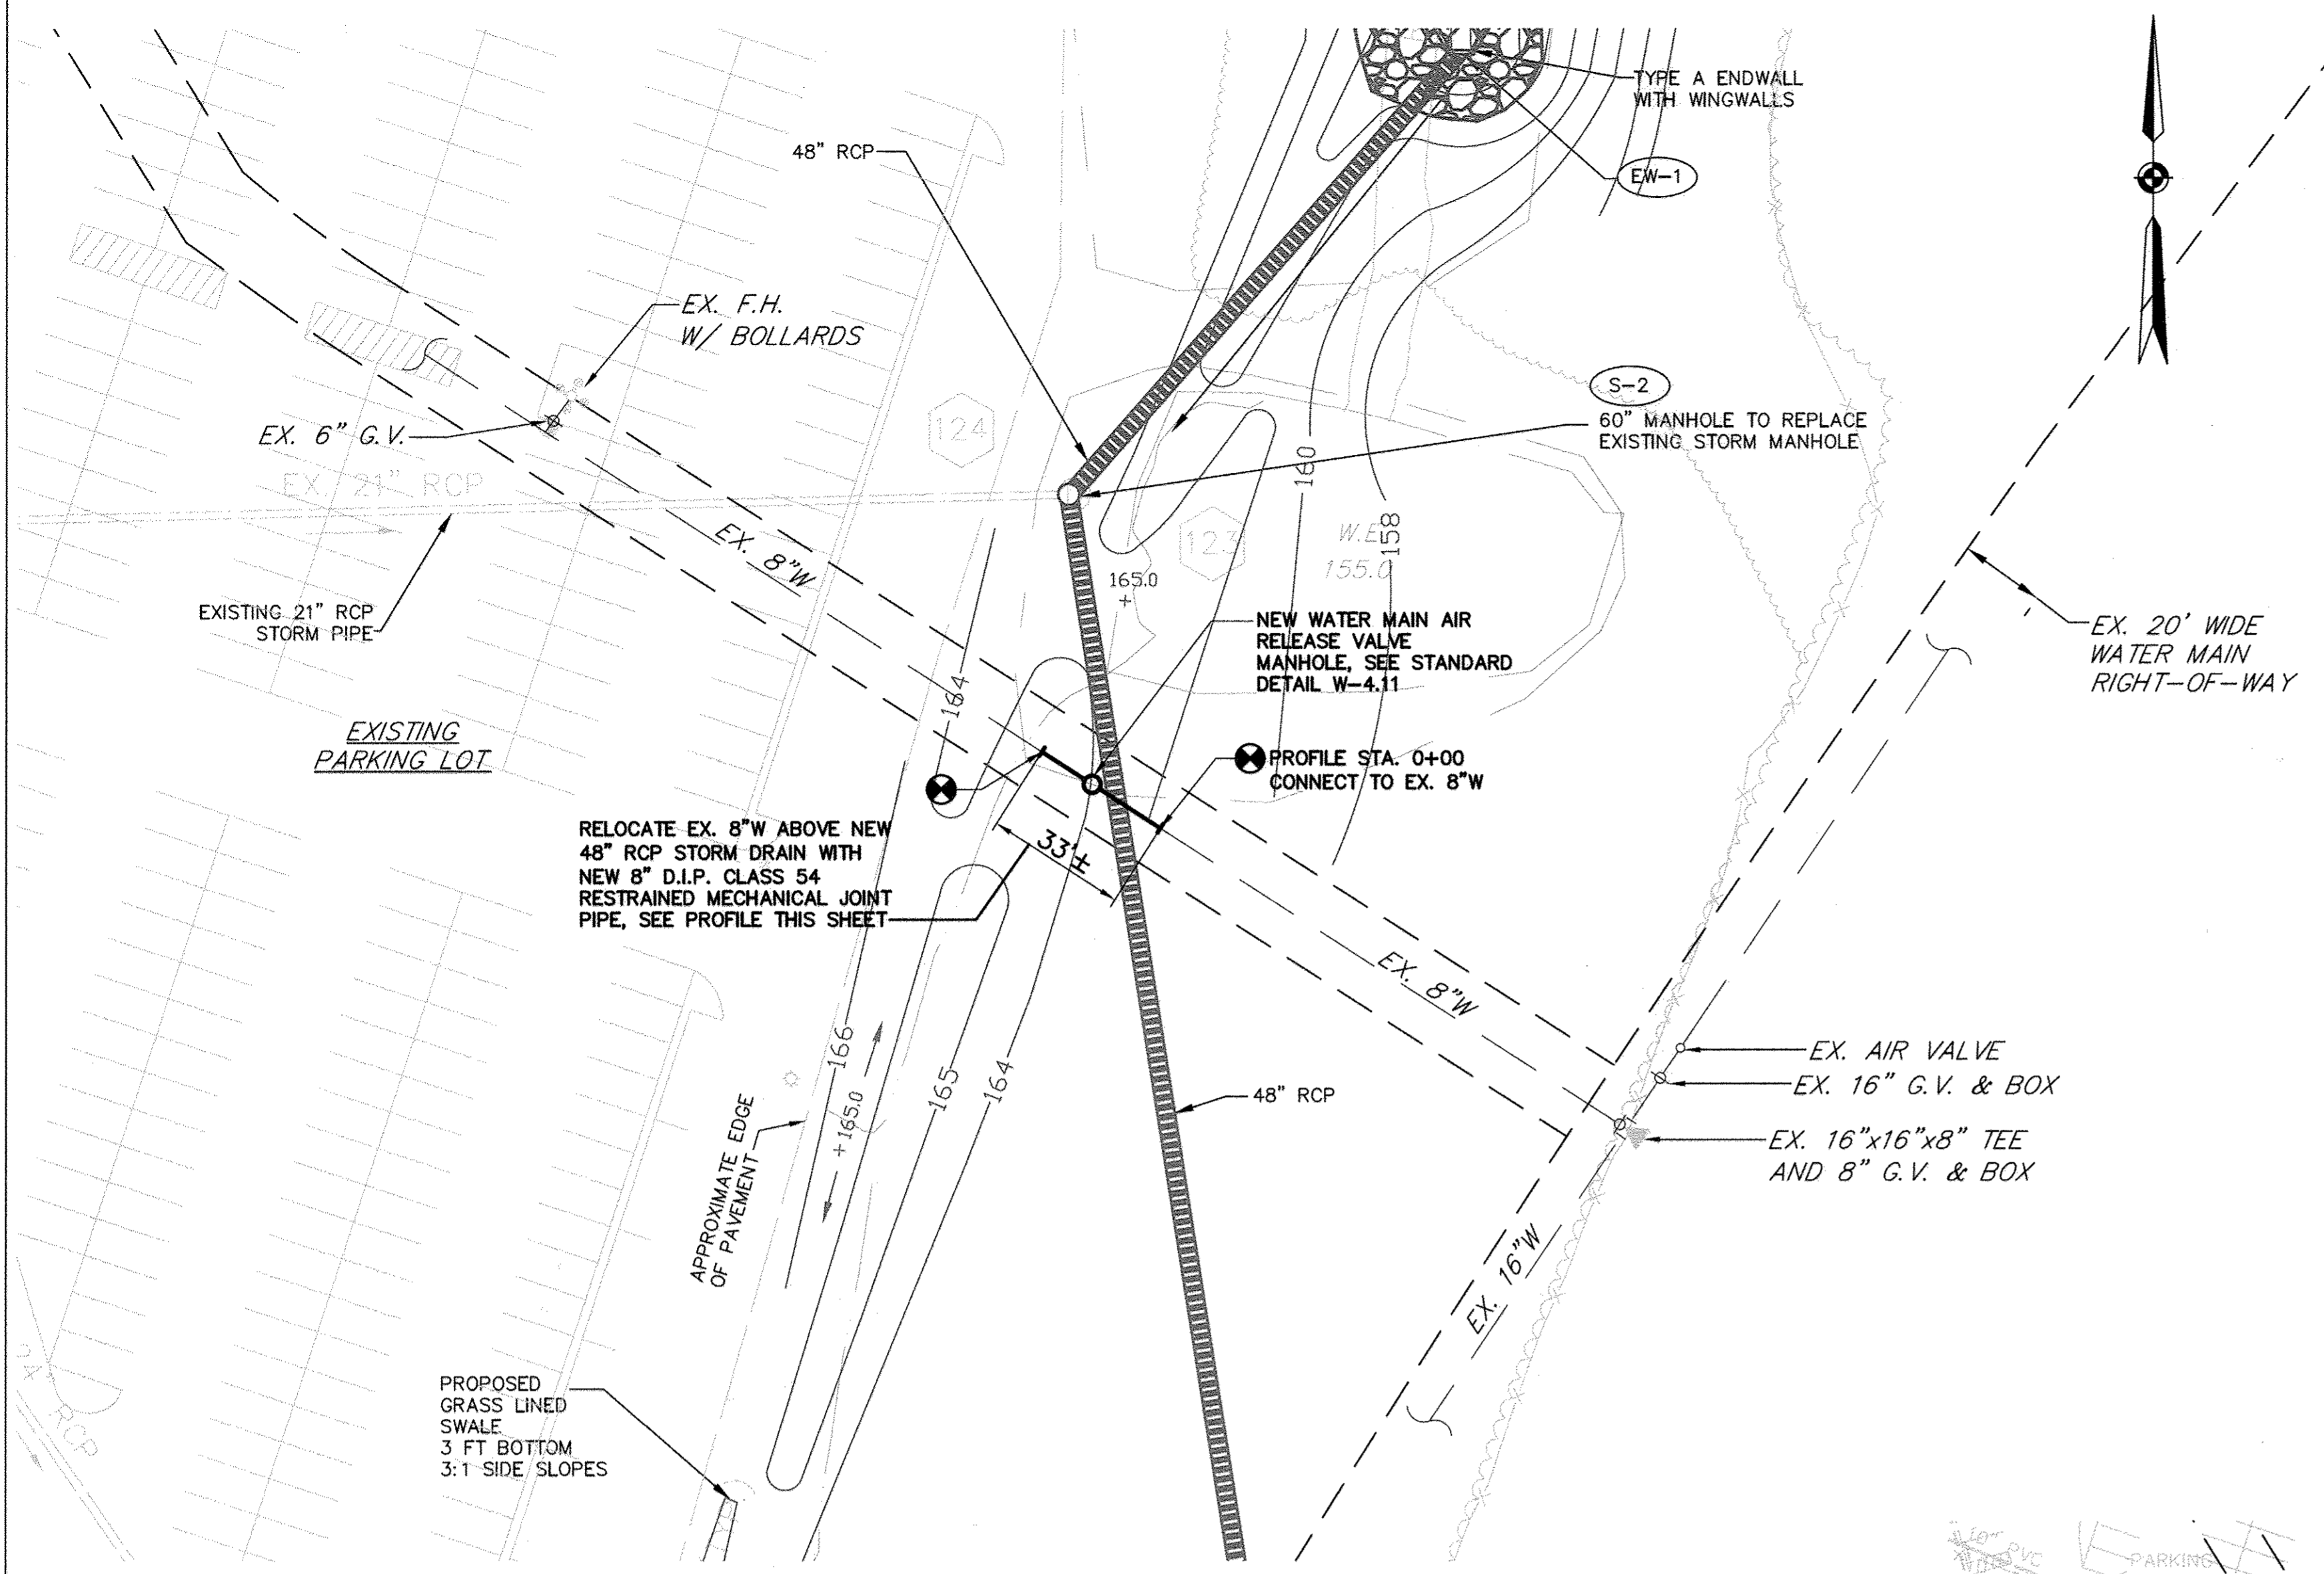 TYPE A ENDWALL
WITH WINGWALLS
48" RCP
EW-1
EX. F.H.
W/ BOLLARDS
S-2
60" MANHOLE TO REPLACE
EXISTING STORM MANHOLE
EX. 6" G.V.
124
EX. 21" RCP
160
158
123
W.E.
155.0
EX. 8"W
165.0
+
EXISTING 21" RCP
STORM PIPE
NEW WATER MAIN AIR
RELEASE VALVE
MANHOLE, SEE STANDARD
DETAIL W-4.11
EX. 20' WIDE
WATER MAIN
RIGHT-OF-WAY
164
EXISTING
PARKING LOT
PROFILE STA. 0+00
CONNECT TO EX. 8"W
RELOCATE EX. 8"W ABOVE NEW
48" RCP STORM DRAIN WITH
NEW 8" D.I.P. CLASS 54
RESTRAINED MECHANICAL JOINT
PIPE, SEE PROFILE THIS SHEET
33'±
EX. 8"W
166
165
164
+165.0
EX. AIR VALVE
EX. 16" G.V. & BOX
48" RCP
EX. 16"x16"x8" TEE
AND 8" G.V. & BOX
APPROXIMATE EDGE
OF PAVEMENT
EX. 16"W
PROPOSED
GRASS LINED
SWALE
3 FT BOTTOM
3:1 SIDE SLOPES
RCP
PARKING